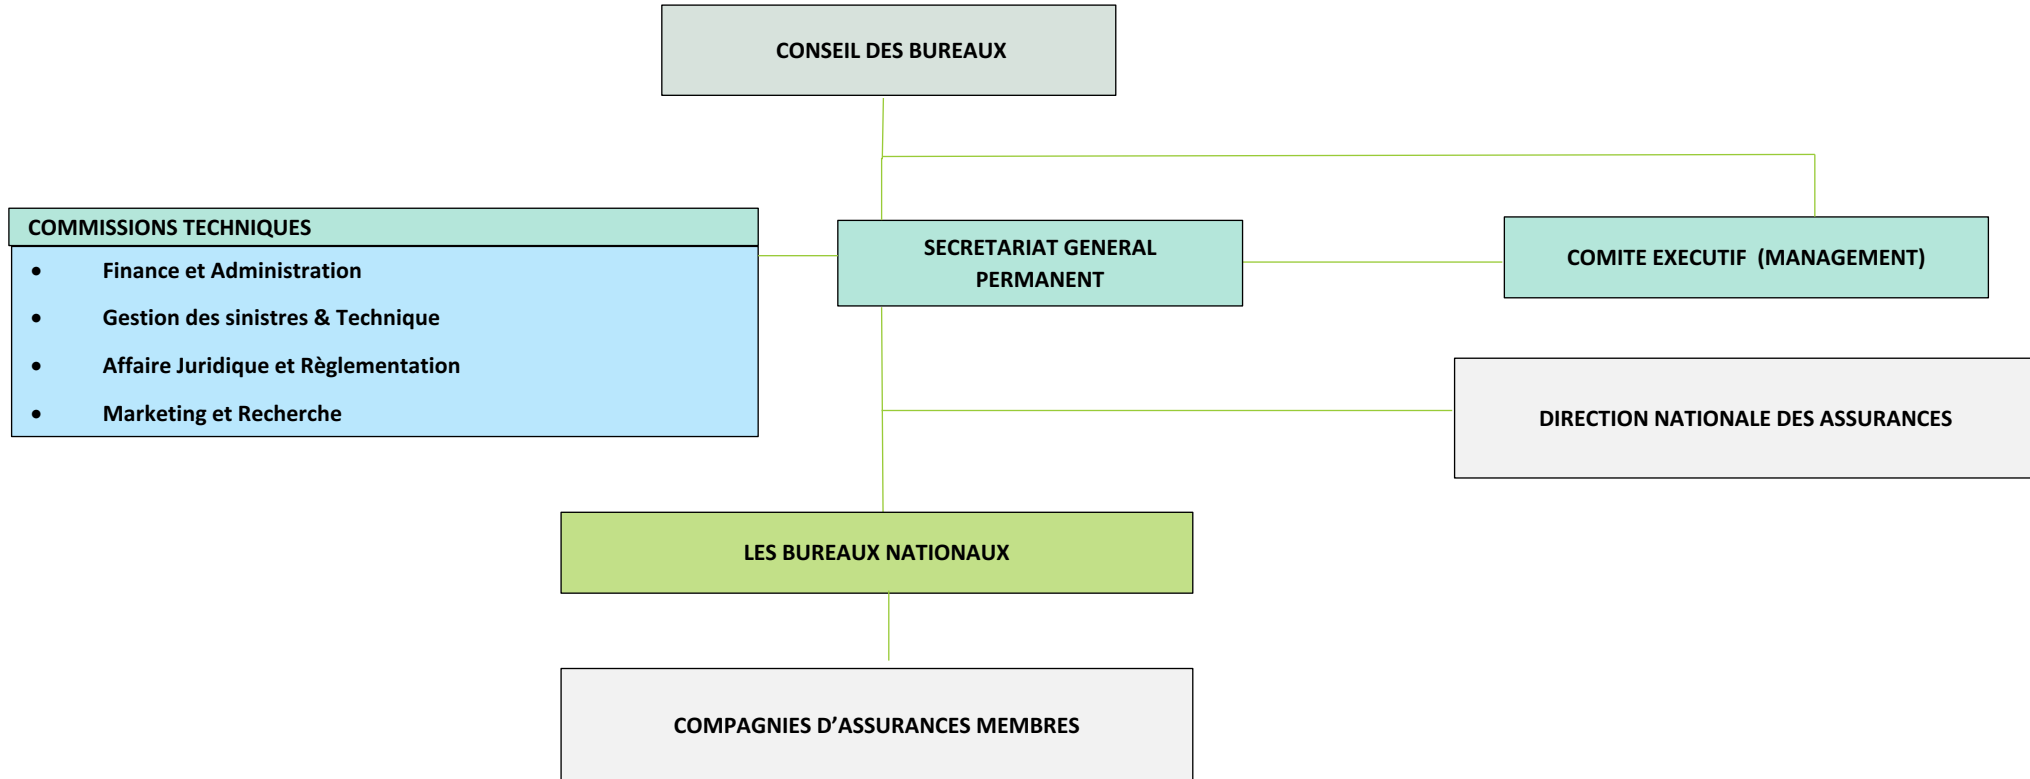 CONSEIL DES BUREAUX
COMMISSIONS TECHNIQUES
• Finance et Administration
• Gestion des sinistres & Technique
• Affaire Juridique et Règlementation
• Marketing et Recherche
SECRETARIAT GENERAL
PERMANENT
COMITE EXECUTIF (MANAGEMENT)
DIRECTION NATIONALE DES ASSURANCES
LES BUREAUX NATIONAUX
COMPAGNIES D’ASSURANCES MEMBRES